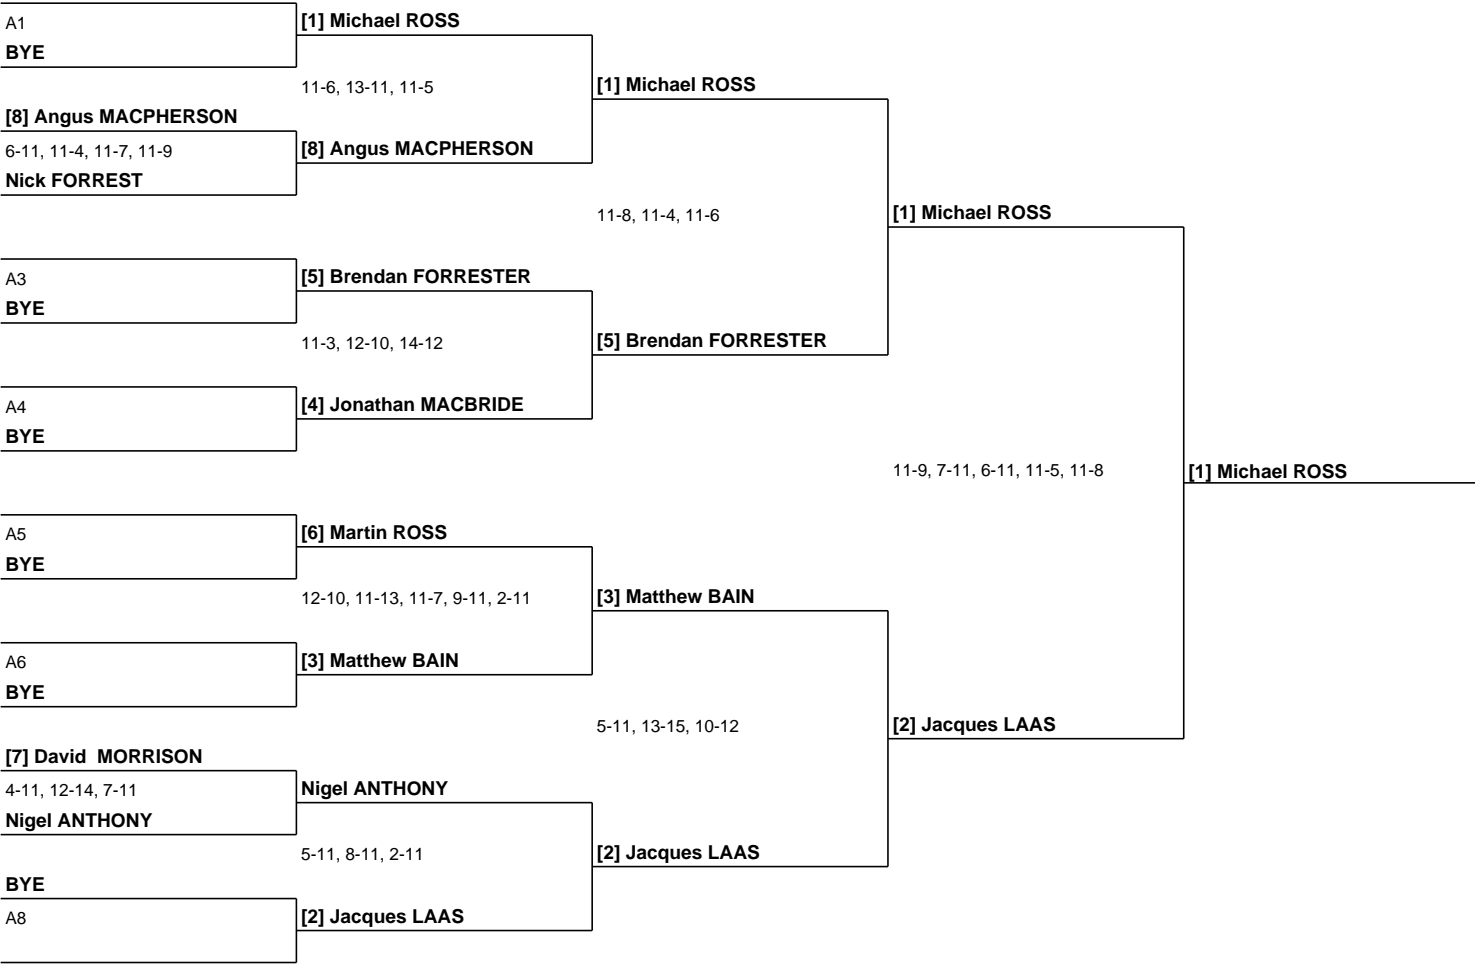 A1
BYE
[1] Michael ROSS
11-6, 13-11, 11-5
[8] Angus MACPHERSON
6-11, 11-4, 11-7, 11-9
Nick FORREST
[8] Angus MACPHERSON
[1] Michael ROSS
11-8, 11-4, 11-6
A3
BYE
[5] Brendan FORRESTER
11-3, 12-10, 14-12
A4
BYE
[4] Jonathan MACBRIDE
[5] Brendan FORRESTER
[1] Michael ROSS
11-9, 7-11, 6-11, 11-5, 11-8
[1] Michael ROSS
A5
BYE
[6] Martin ROSS
12-10, 11-13, 11-7, 9-11, 2-11
A6
BYE
[3] Matthew BAIN
[3] Matthew BAIN
5-11, 13-15, 10-12
[7] David  MORRISON
4-11, 12-14, 7-11
Nigel ANTHONY
Nigel ANTHONY
5-11, 8-11, 2-11
BYE
A8
[2] Jacques LAAS
[2] Jacques LAAS
[2] Jacques LAAS